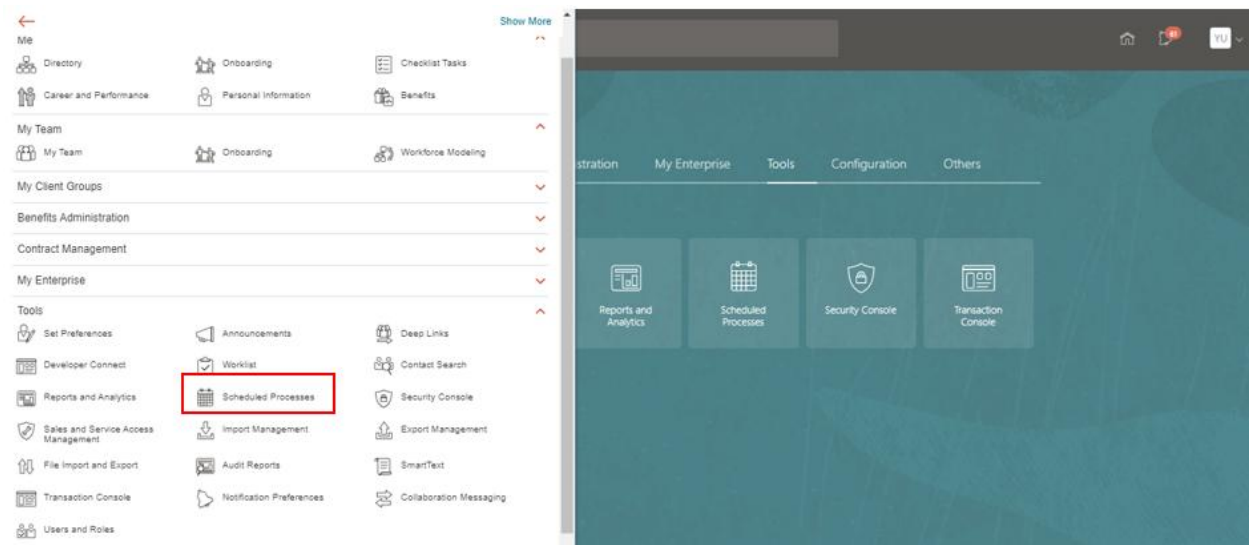 Show More
Me
Directory
Onboarding
Checklist Tasks
Career and Performance
Personal Information
Benefits
My Team
My Team
Onboarding
Workforce Modeling
My Client Groups
Benefits Administration
Contract Management
My Enterprise
Tools
Set Preferences
Announcements
Deep Links
Developer Connect
Worklist
Contact Search
Reports and Analytics
Scheduled Processes
Security Console
Sales and Service Access
Management
Import Management
Export Management
File Import and Export
Audit Reports
SmartText
Transaction Console
Notification Preferences
Collaboration Messaging
Users and Roles
YU
stration
My Enterprise
Tools
Configuration
Others
Reports and
Analytics
Scheduled
Processes
Security Console
Transaction
Console